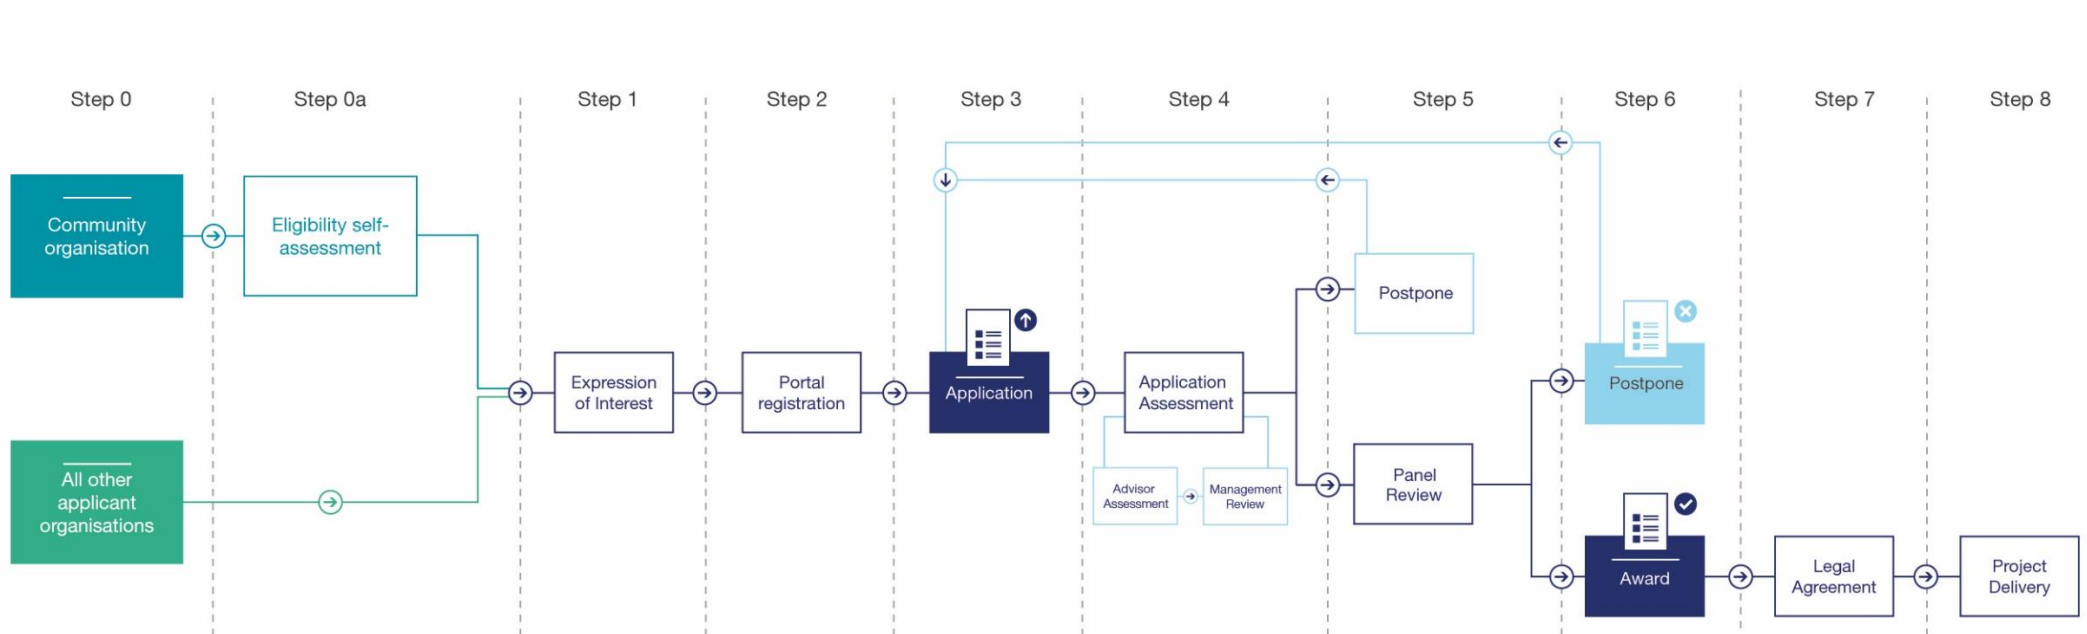 Step 0
Step 0a
Step 1
Step 2
Step 3
Step 4
Step 5
Step 6
Step 7
Step 8
Community
organisation
Eligibility self-
assessment
All other
applicant
organisations
Expression
of Interest
Portal
registration
Application
Application
Assessment
Advisor
Assessment
Management
Review
Postpone
Panel
Review
Postpone
Award
Legal
Agreement
Project
Delivery